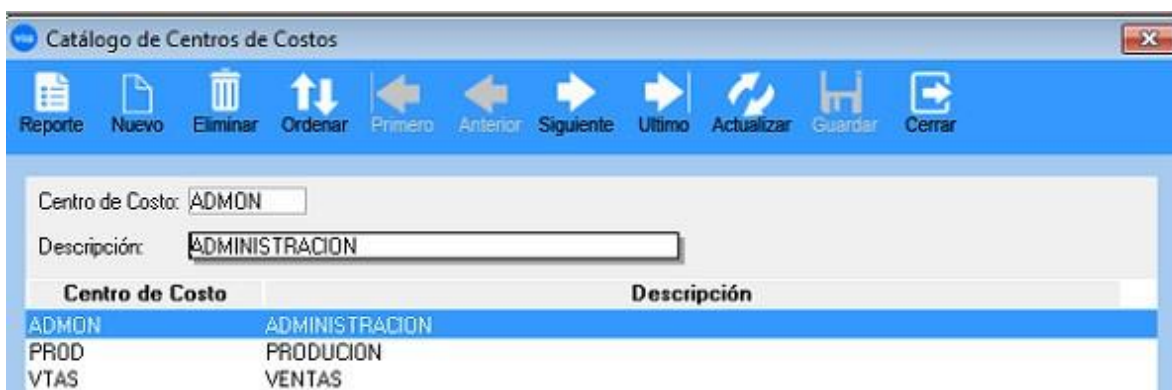 Catálogo de Centros de Costos
Reporte Nuevo Eliminar Ordenar Primero Anterior Siguiente Ultimo Actualizar Guardar Cerrar
Centro de Costo: ADMON
Descripción: ADMINISTRACION
Centro de Costo Descripción
ADMON ADMINISTRACION
PROD PRODUCION
VTAS VENTAS